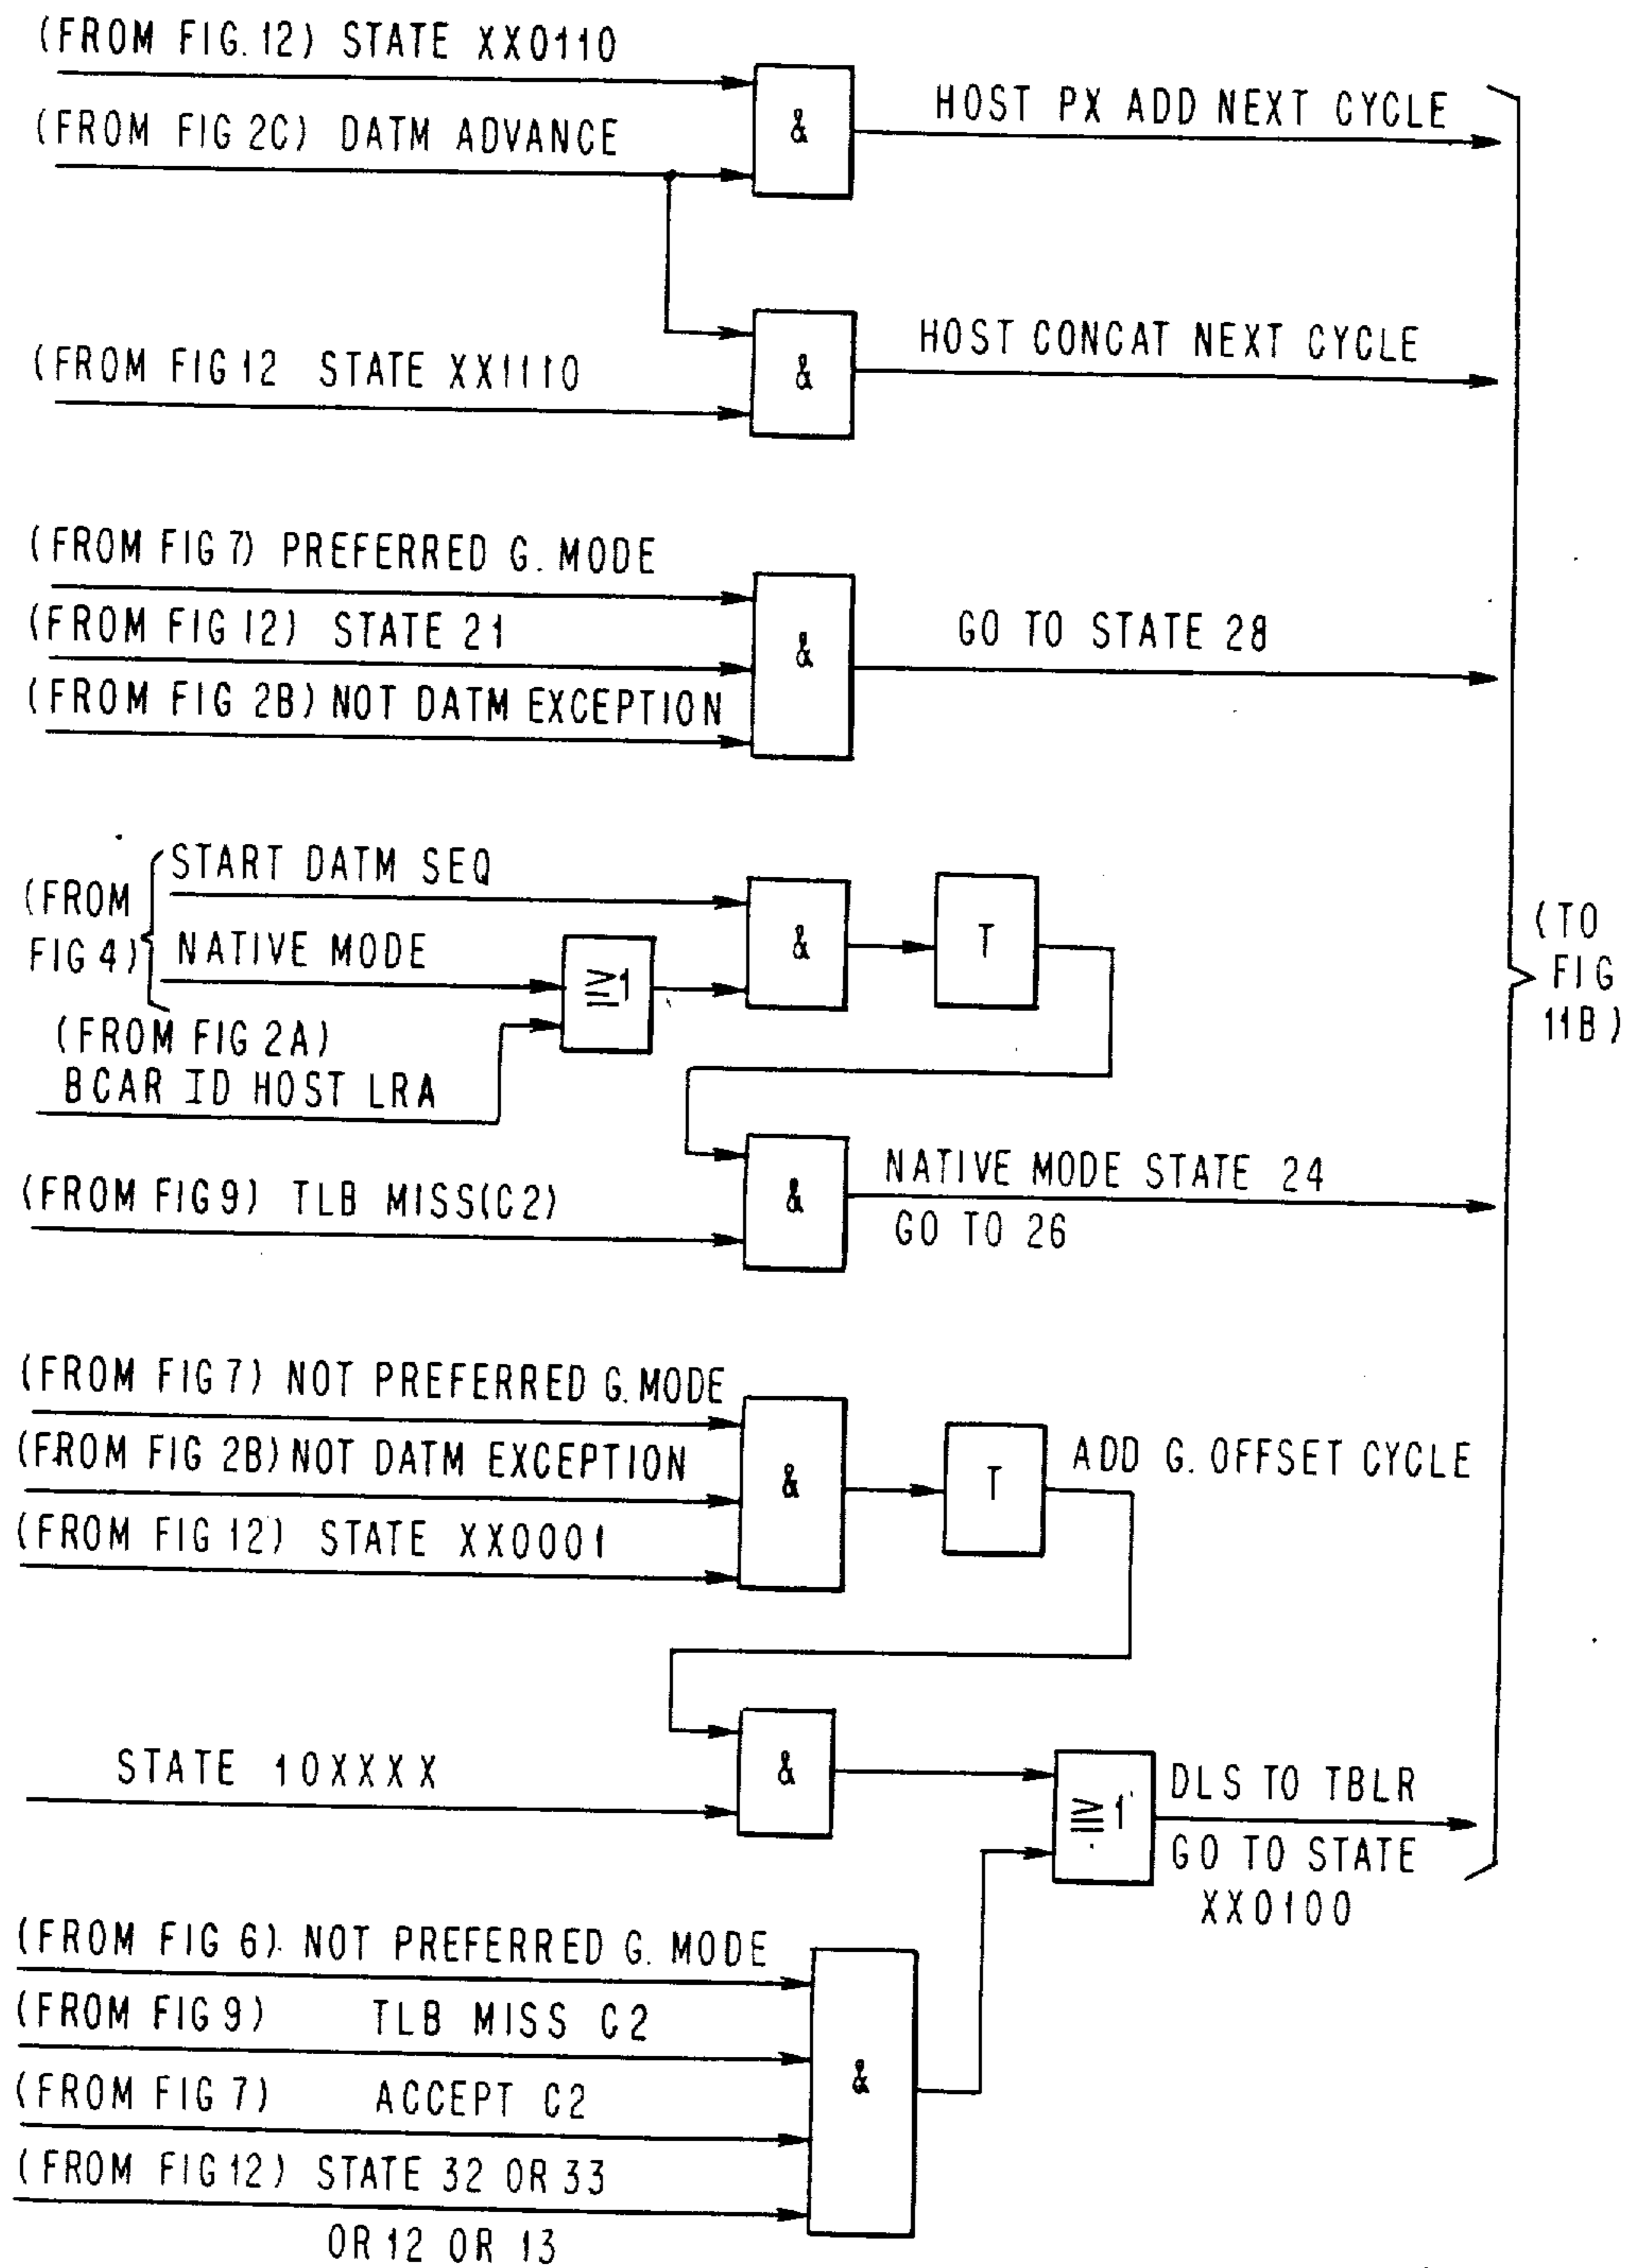 (FROM FIG. 12) STATE XX0110
HOST PX ADD NEXT CYCLE
(FROM FIG 2C) DATM ADVANCE
&
HOST CONCAT NEXT CYCLE
(FROM FIG 12 STATE XX1110
&
(FROM FIG 7) PREFERRED G. MODE
(FROM FIG 12) STATE 21
GO TO STATE 28
&
(FROM FIG 2B) NOT DATM EXCEPTION
START DATM SEQ
(FROM
FIG 4)
NATIVE MODE
&
T
≧1
(FROM FIG 2A)
BCAR ID HOST LRA
(TO
FIG
11B)
NATIVE MODE STATE 24
(FROM FIG 9) TLB MISS(C2)
&
GO TO 26
(FROM FIG 7) NOT PREFERRED G. MODE
(FROM FIG 2B) NOT DATM EXCEPTION
&
T
ADD G. OFFSET CYCLE
(FROM FIG 12) STATE XX0001
STATE 10XXXX
&
≧1
DLS TO TBLR
GO TO STATE
XX0100
(FROM FIG 6) NOT PREFERRED G. MODE
(FROM FIG 9) TLB MISS C2
&
(FROM FIG 7) ACCEPT C2
(FROM FIG 12) STATE 32 OR 33
OR 12 OR 13